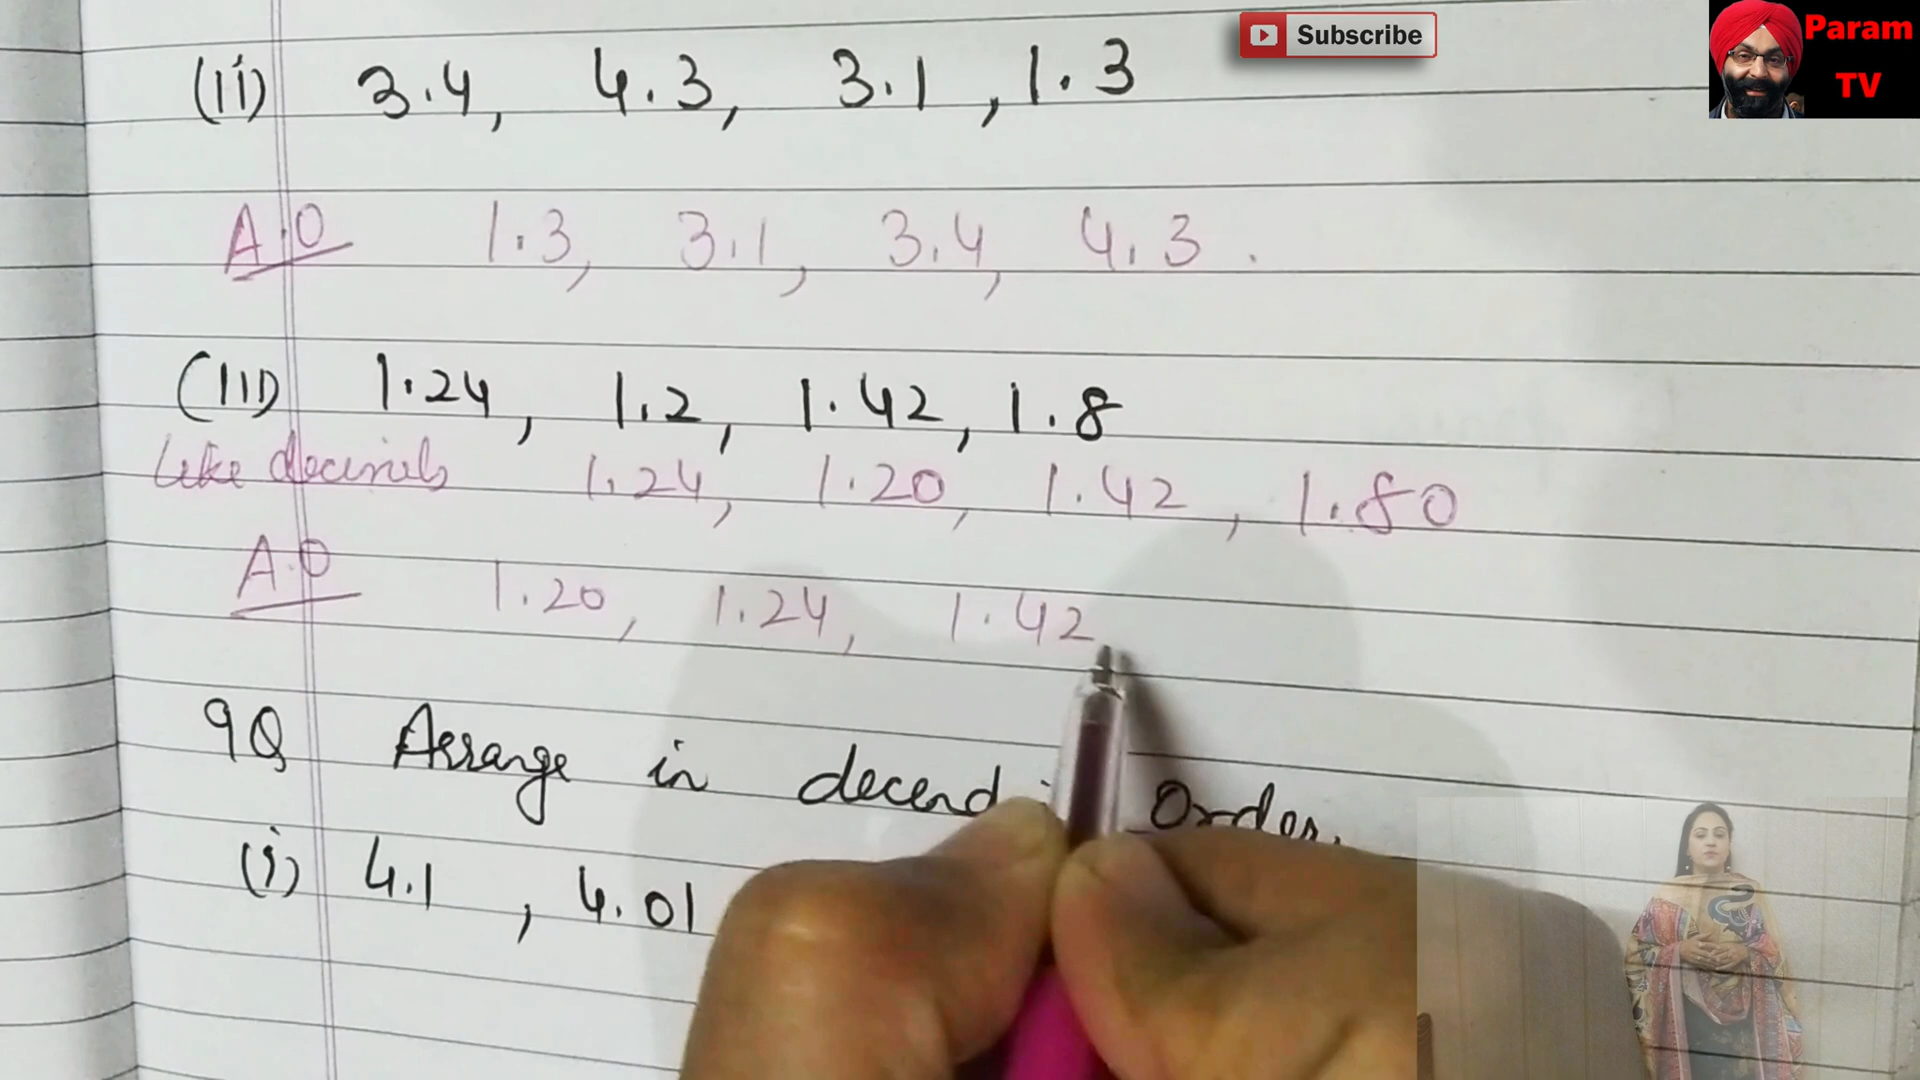 Subscribe
Param
TV
(ii) 3.4, 4.3, 3.1, 1.3
A.O 1.3, 3.1, 3.4, 4.3.
(III) 1.24, 1.2, 1.42, 1.8
Like decimals 1.24, 1.20, 1.42, 1.80
A.O 1.20, 1.24, 1.42
9Q Arrange in decend Order.
(i) 4.1, 4.01